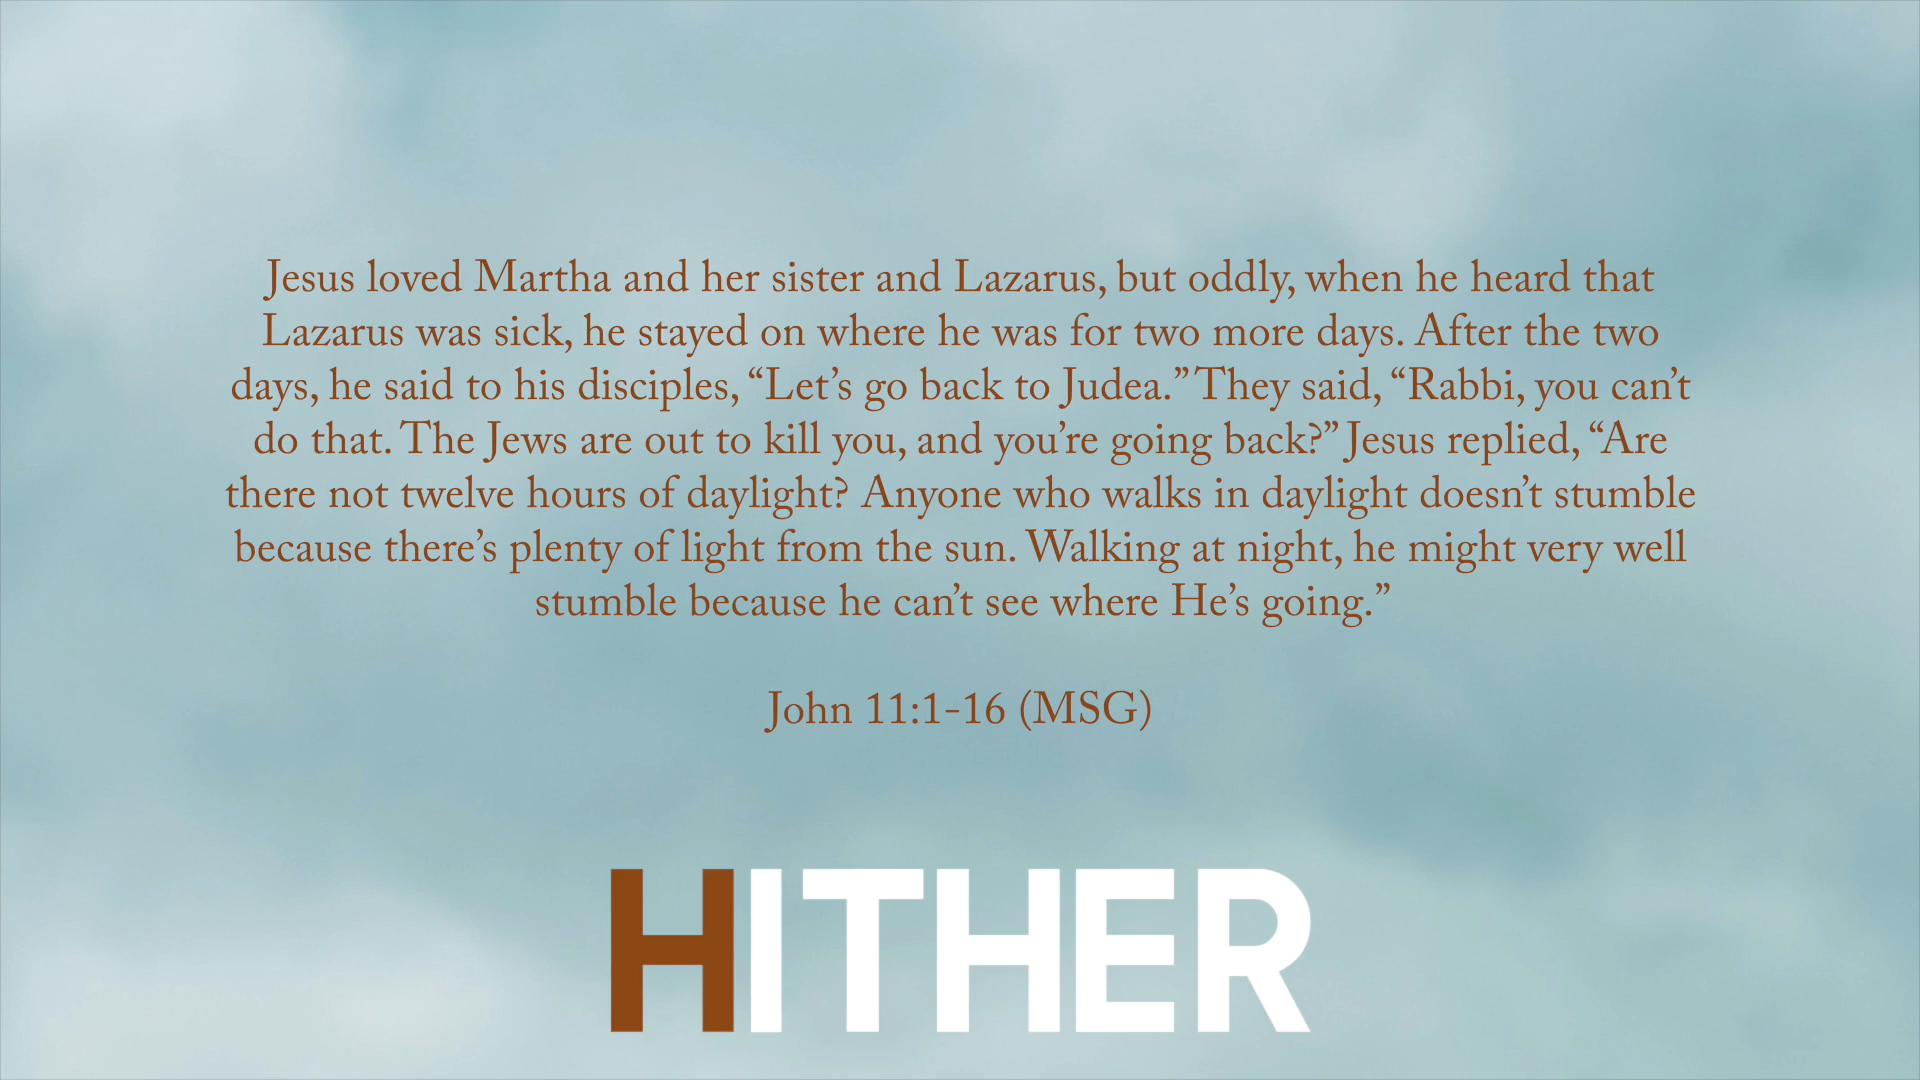 Jesus loved Martha and her sister and Lazarus, but oddly, when he heard that
Lazarus was sick, he stayed on where he was for two more days. After the two
days, he said to his disciples, “Let’s go back to Judea.” They said, “Rabbi, you can’t
do that. The Jews are out to kill you, and you’re going back?” Jesus replied, “Are
there not twelve hours of daylight? Anyone who walks in daylight doesn’t stumble
because there’s plenty of light from the sun. Walking at night, he might very well
stumble because he can’t see where He’s going.”
John 11:1-16 (MSG)
HITHER